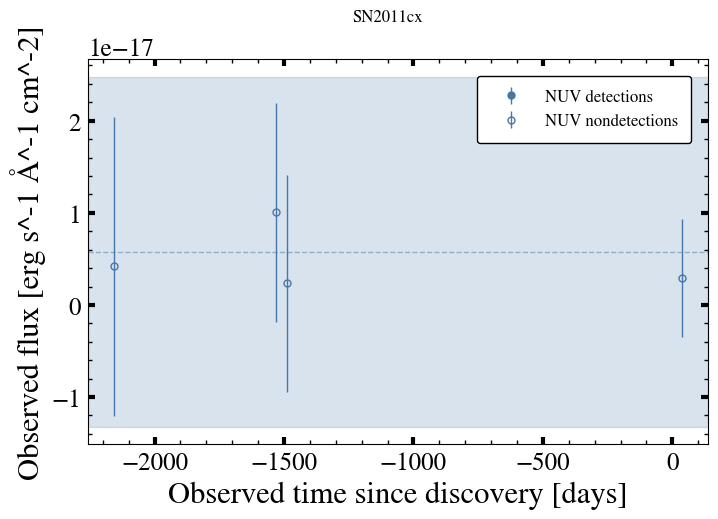 SN2011cx
1e−17
Observed flux [erg s^-1 Å^-1 cm^-2]
NUV detections
NUV nondetections
2
1
0
−1
−2000 −1500 −1000 −500 0
Observed time since discovery [days]